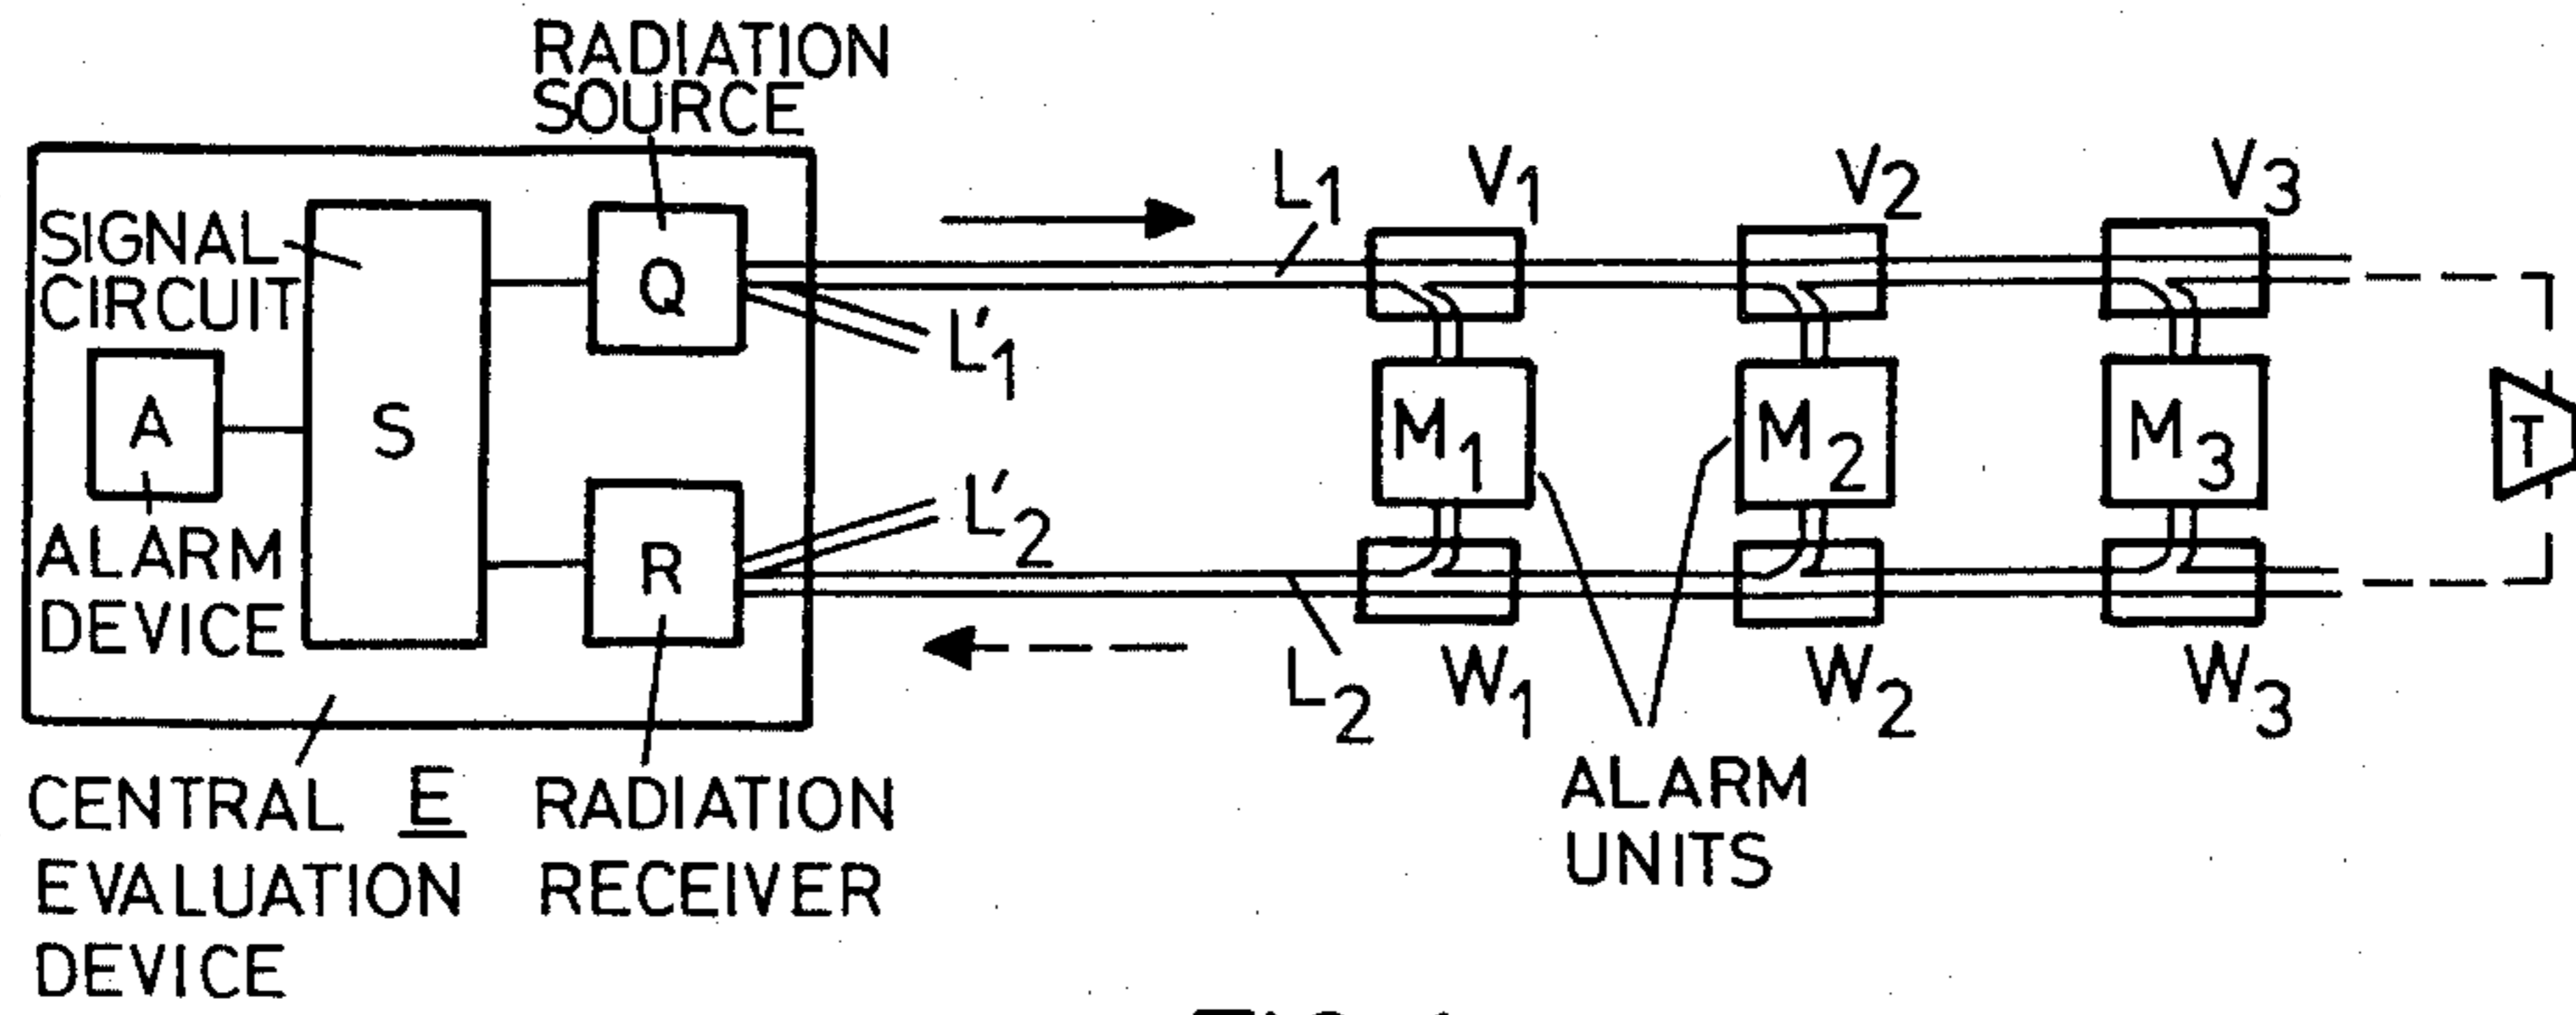 RADIATION
SOURCE
SIGNAL
CIRCUIT
A
S
Q
R
ALARM
DEVICE
CENTRAL E
EVALUATION
DEVICE
RADIATION
RECEIVER
L1
L'1
L'2
L2
V1
V2
V3
M1
M2
M3
T
W1
W2
W3
ALARM
UNITS